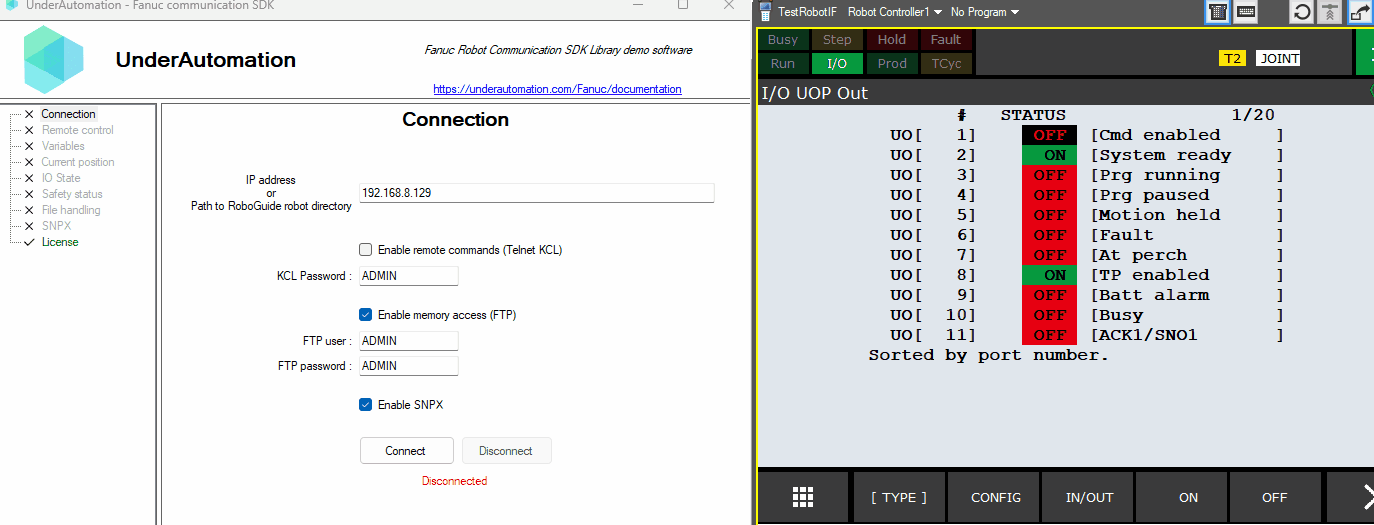 UnderAutomation - Fanuc communication SDK
UnderAutomation
Fanuc Robot Communication SDK Library demo software
https://underautomation.com/Fanuc/documentation
Connection
Remote control
Variables
Current position
IO State
Safety status
File handling
SNPX
License
Connection
IP address
or
Path to RoboGuide robot directory
192.168.8.129
Enable remote commands (Telnet KCL)
KCL Password : ADMIN
Enable memory access (FTP)
FTP user : ADMIN
FTP password : ADMIN
Enable SNPX
Connect Disconnect
Disconnected
TestRobotIF Robot Controller1 No Program
Busy Step Hold Fault
Run I/O Prod TCyc
T2 JOINT
I/O UOP Out
# STATUS 1/20
UO[ 1] OFF [Cmd enabled ]
UO[ 2] ON [System ready ]
UO[ 3] OFF [Prg running ]
UO[ 4] OFF [Prg paused ]
UO[ 5] OFF [Motion held ]
UO[ 6] OFF [Fault ]
UO[ 7] OFF [At perch ]
UO[ 8] ON [TP enabled ]
UO[ 9] OFF [Batt alarm ]
UO[ 10] OFF [Busy ]
UO[ 11] OFF [ACK1/SNO1 ]
Sorted by port number.
[ TYPE ] CONFIG IN/OUT ON OFF